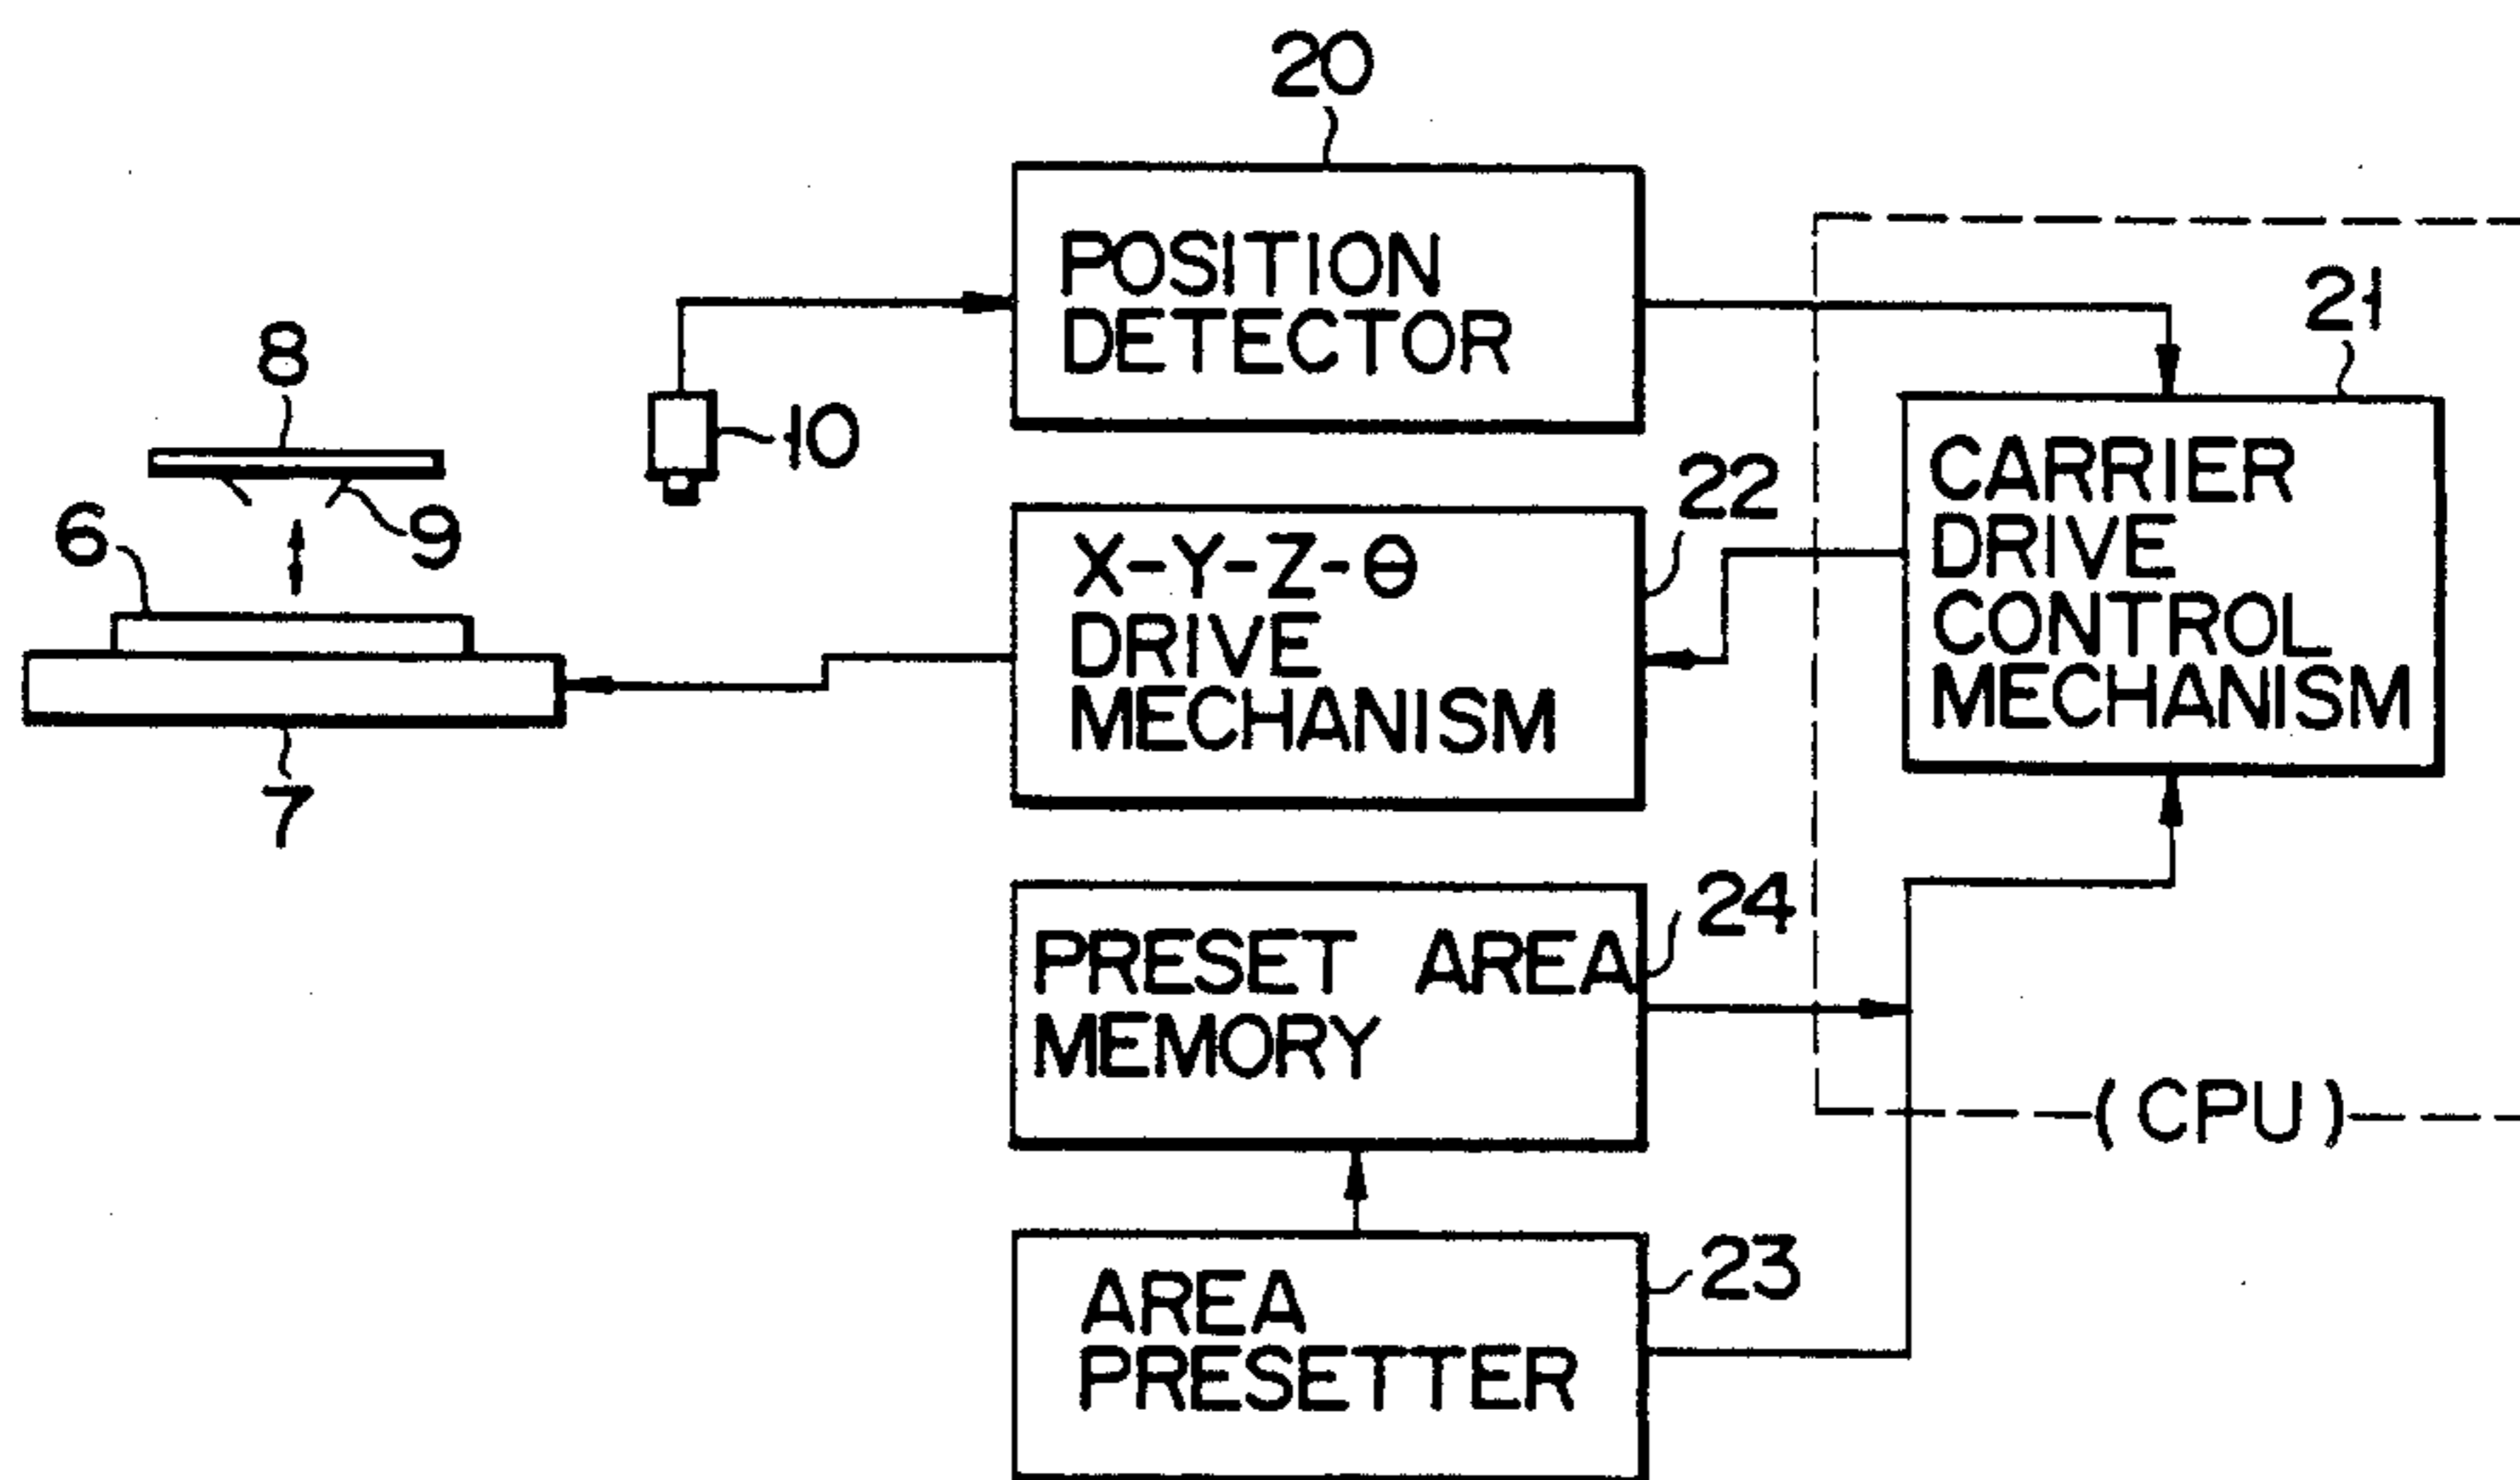 20
POSITION
DETECTOR
21
8
10
CARRIER
DRIVE
CONTROL
MECHANISM
22
6
9
X-Y-Z-θ
DRIVE
MECHANISM
7
24
PRESET AREA
MEMORY
(CPU)
23
AREA
PRESETTER